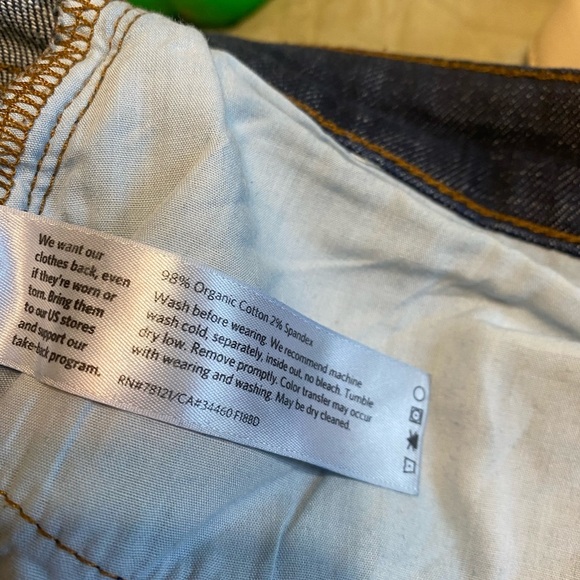 We want our
clothes back, even
if they're worn or
torn. Bring them
to our US stores
and support our
take-back program.
98% Organic Cotton 2% Spandex
Wash before wearing. We recommend machine
wash cold, separately, inside out, no bleach. Tumble
dry low. Remove promptly. Color transfer may occur
with wearing and washing. May be dry cleaned.
RN#78121/CA#34460 F18BD